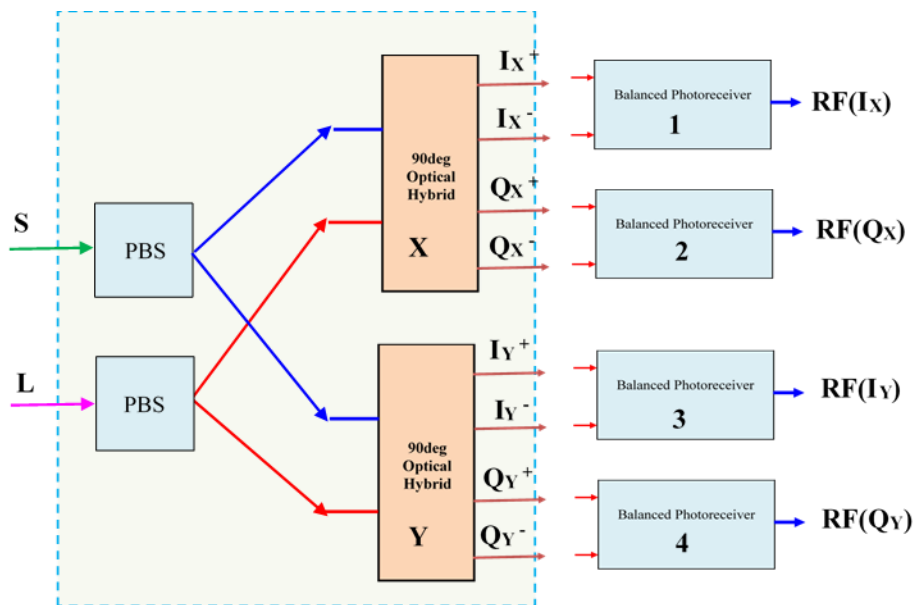 S
L
PBS
PBS
90deg
Optical
Hybrid
X
90deg
Optical
Hybrid
Y
IX+
IX-
QX+
QX-
IY+
IY-
QY+
QY-
Balanced Photoreceiver
1
Balanced Photoreceiver
2
Balanced Photoreceiver
3
Balanced Photoreceiver
4
RF(IX)
RF(QX)
RF(IY)
RF(QY)